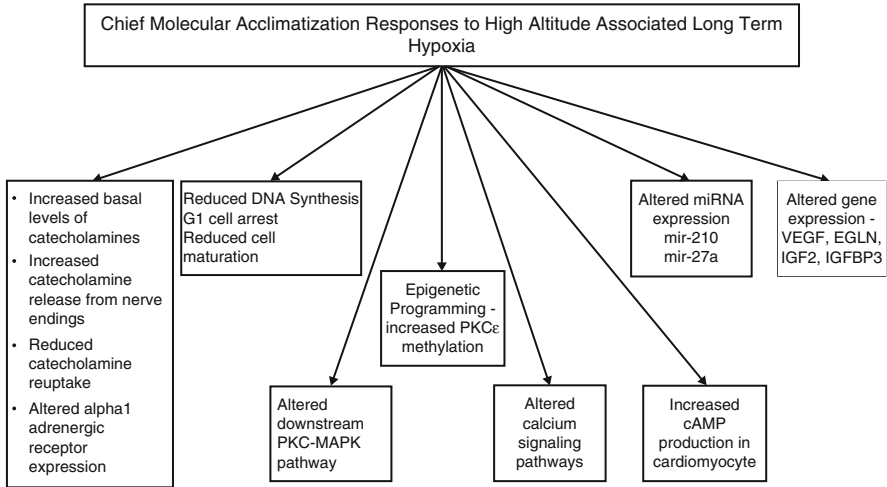 Chief Molecular Acclimatization Responses to High Altitude Associated Long Term
Hypoxia
• Increased basal
levels of
catecholamines
• Increased
catecholamine
release from nerve
endings
• Reduced
catecholamine
reuptake
• Altered alpha1
adrenergic
receptor
expression
Reduced DNA Synthesis
G1 cell arrest
Reduced cell
maturation
Altered downstream
PKC-MAPK
pathway
Epigenetic
Programming -
increased PKCε
methylation
Altered
calcium
signaling
pathways
Increased
cAMP
production in
cardiomyocyte
Altered miRNA
expression
mir-210
mir-27a
Altered gene
expression -
VEGF, EGLN,
IGF2, IGFBP3